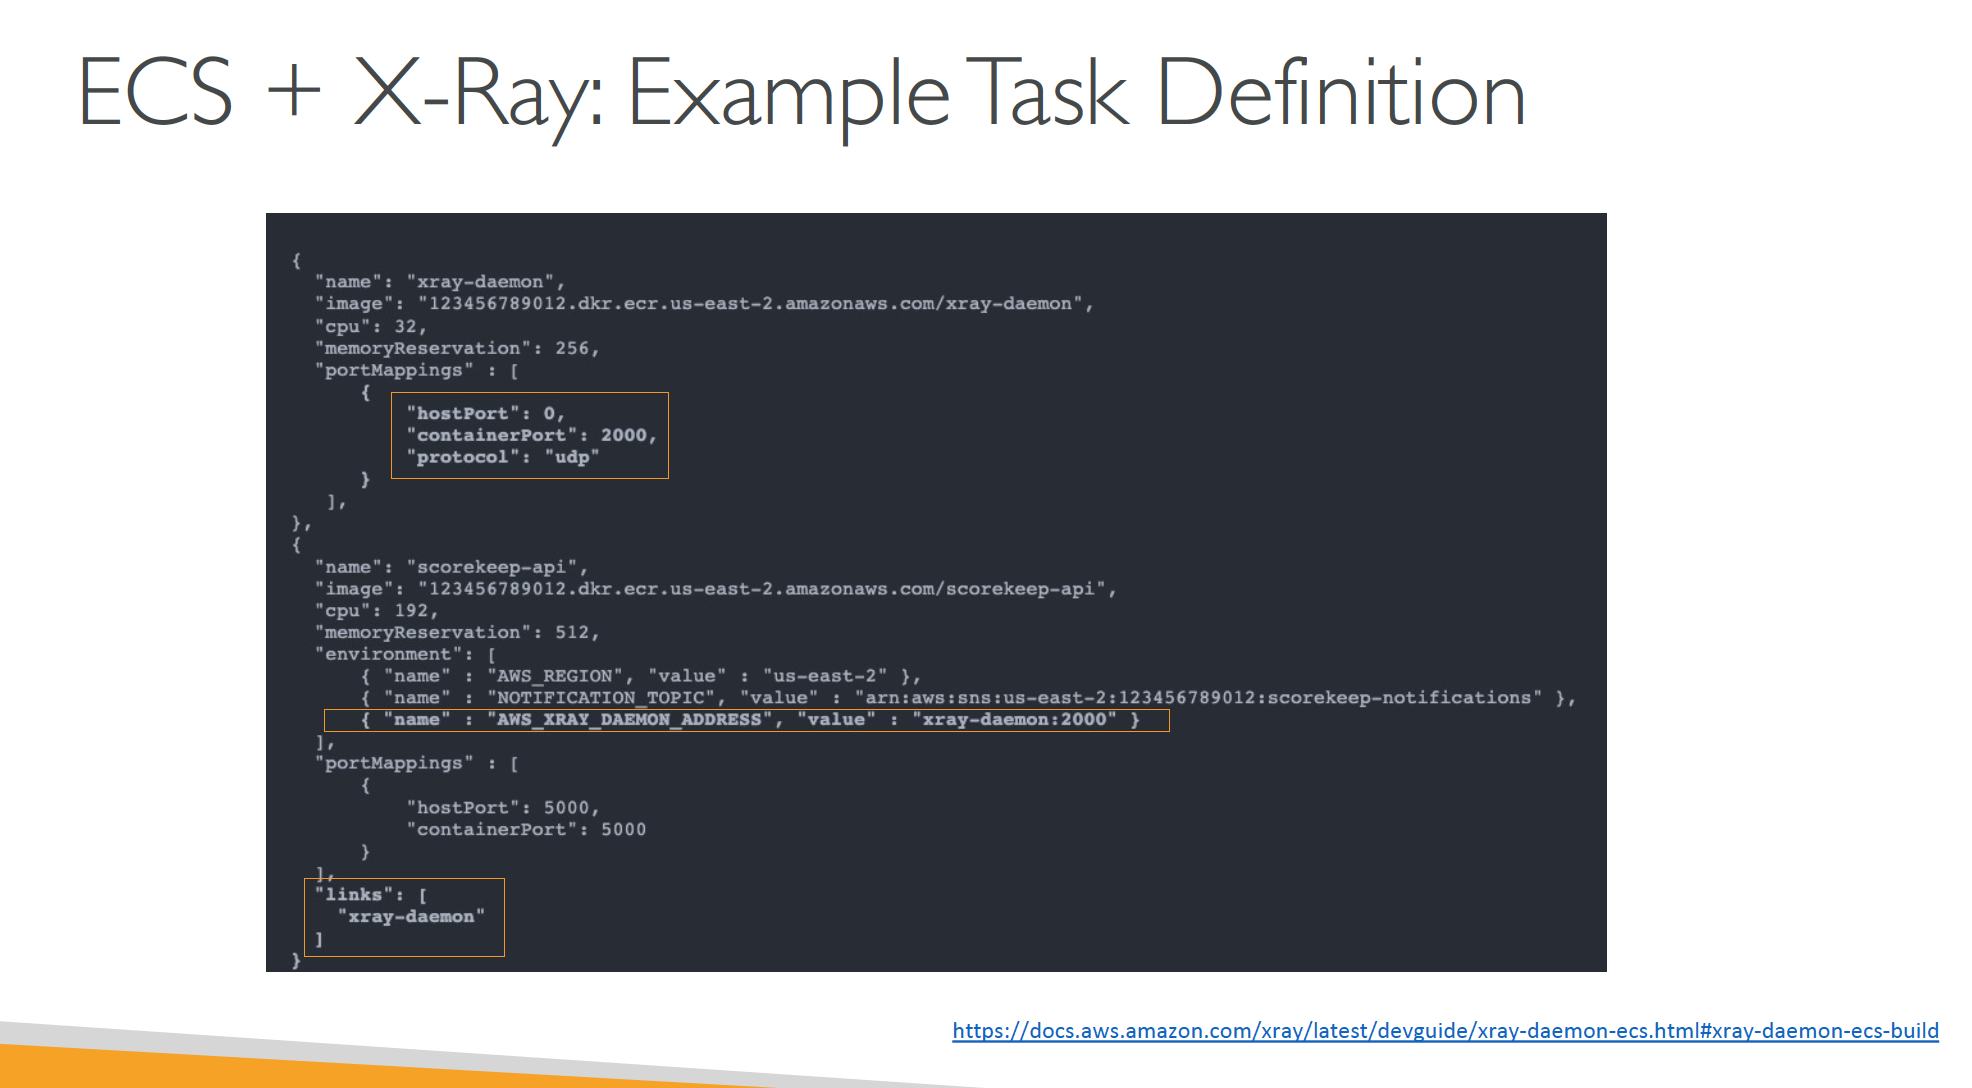 ECS + X-Ray: Example Task Definition
{
"name": "xray-daemon",
"image": "123456789012.dkr.ecr.us-east-2.amazonaws.com/xray-daemon",
"cpu": 32,
"memoryReservation": 256,
"portMappings" : [
{
"hostPort": 0,
"containerPort": 2000,
"protocol": "udp"
}
],
},
{
"name": "scorekeep-api",
"image": "123456789012.dkr.ecr.us-east-2.amazonaws.com/scorekeep-api",
"cpu": 192,
"memoryReservation": 512,
"environment": [
{ "name" : "AWS_REGION", "value" : "us-east-2" },
{ "name" : "NOTIFICATION_TOPIC", "value" : "arn:aws:sns:us-east-2:123456789012:scorekeep-notifications" },
{ "name" : "AWS_XRAY_DAEMON_ADDRESS", "value" : "xray-daemon:2000" }
],
"portMappings" : [
{
"hostPort": 5000,
"containerPort": 5000
}
],
"links": [
"xray-daemon"
]
}
https://docs.aws.amazon.com/xray/latest/devguide/xray-daemon-ecs.html#xray-daemon-ecs-build